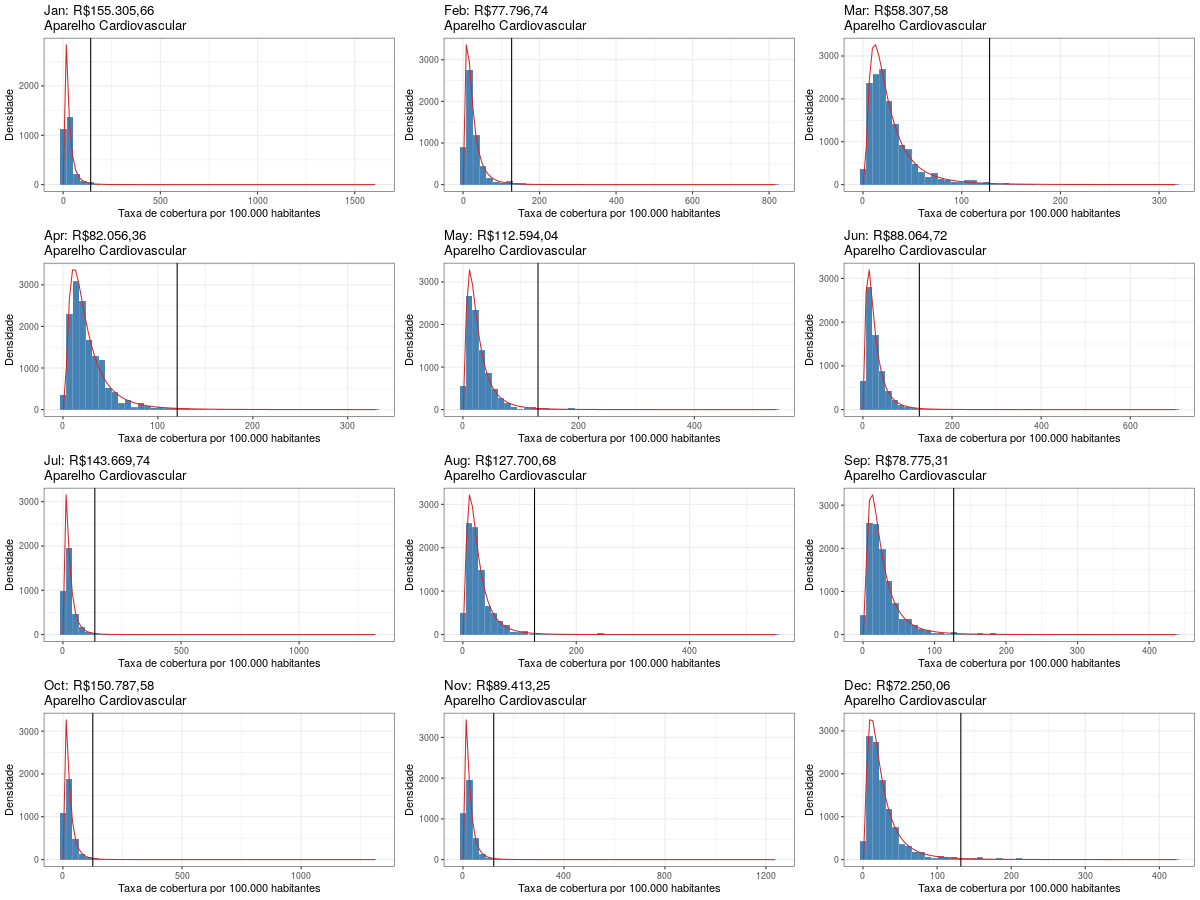 Jan: R$155.305,66
Aparelho Cardiovascular
Densidade
2000
1000
0
0
500
1000
1500
Taxa de cobertura por 100.000 habitantes
Feb: R$77.796,74
Aparelho Cardiovascular
Densidade
3000
2000
1000
0
0
200
400
600
800
Taxa de cobertura por 100.000 habitantes
Mar: R$58.307,58
Aparelho Cardiovascular
Densidade
3000
2000
1000
0
0
100
200
300
Taxa de cobertura por 100.000 habitantes
Apr: R$82.056,36
Aparelho Cardiovascular
Densidade
3000
2000
1000
0
0
100
200
300
Taxa de cobertura por 100.000 habitantes
May: R$112.594,04
Aparelho Cardiovascular
Densidade
3000
2000
1000
0
0
200
400
Taxa de cobertura por 100.000 habitantes
Jun: R$88.064,72
Aparelho Cardiovascular
Densidade
3000
2000
1000
0
0
200
400
600
Taxa de cobertura por 100.000 habitantes
Jul: R$143.669,74
Aparelho Cardiovascular
Densidade
3000
2000
1000
0
0
500
1000
Taxa de cobertura por 100.000 habitantes
Aug: R$127.700,68
Aparelho Cardiovascular
Densidade
3000
2000
1000
0
0
200
400
Taxa de cobertura por 100.000 habitantes
Sep: R$78.775,31
Aparelho Cardiovascular
Densidade
3000
2000
1000
0
0
100
200
300
400
Taxa de cobertura por 100.000 habitantes
Oct: R$150.787,58
Aparelho Cardiovascular
Densidade
3000
2000
1000
0
0
500
1000
Taxa de cobertura por 100.000 habitantes
Nov: R$89.413,25
Aparelho Cardiovascular
Densidade
3000
2000
1000
0
0
400
800
1200
Taxa de cobertura por 100.000 habitantes
Dec: R$72.250,06
Aparelho Cardiovascular
Densidade
3000
2000
1000
0
0
100
200
300
400
Taxa de cobertura por 100.000 habitantes